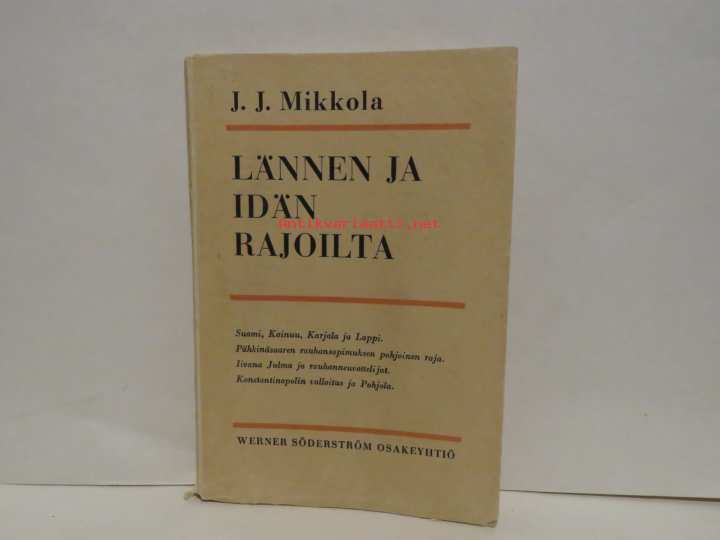 J. J. Mikkola
LÄNNEN JA
IDÄN
Antikvariantti.net
RAJOILTA
Suomi, Kainuu, Karjala ja Lappi.
Pähkinäsaaren rauhansopimuksen pohjoinen raja.
Iivana Julma ja rauhanneuvottelijat.
Konstantinopolin valloitus ja Pohjola.
WERNER SÖDERSTRÖM OSAKEYHTIÖ